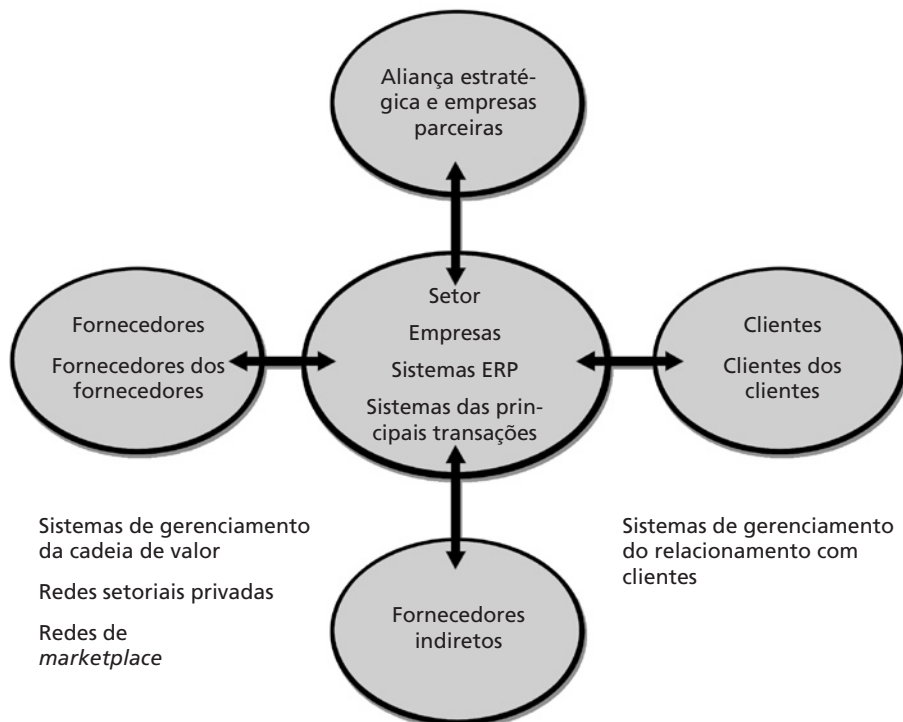 Aliança estraté-
gica e empresas
parceiras
Fornecedores
Fornecedores dos
fornecedores
Setor
Empresas
Sistemas ERP
Sistemas das prin-
cipais transações
Clientes
Clientes dos
clientes
Sistemas de gerenciamento
da cadeia de valor
Redes setoriais privadas
Redes de
marketplace
Fornecedores
indiretos
Sistemas de gerenciamento
do relacionamento com
clientes